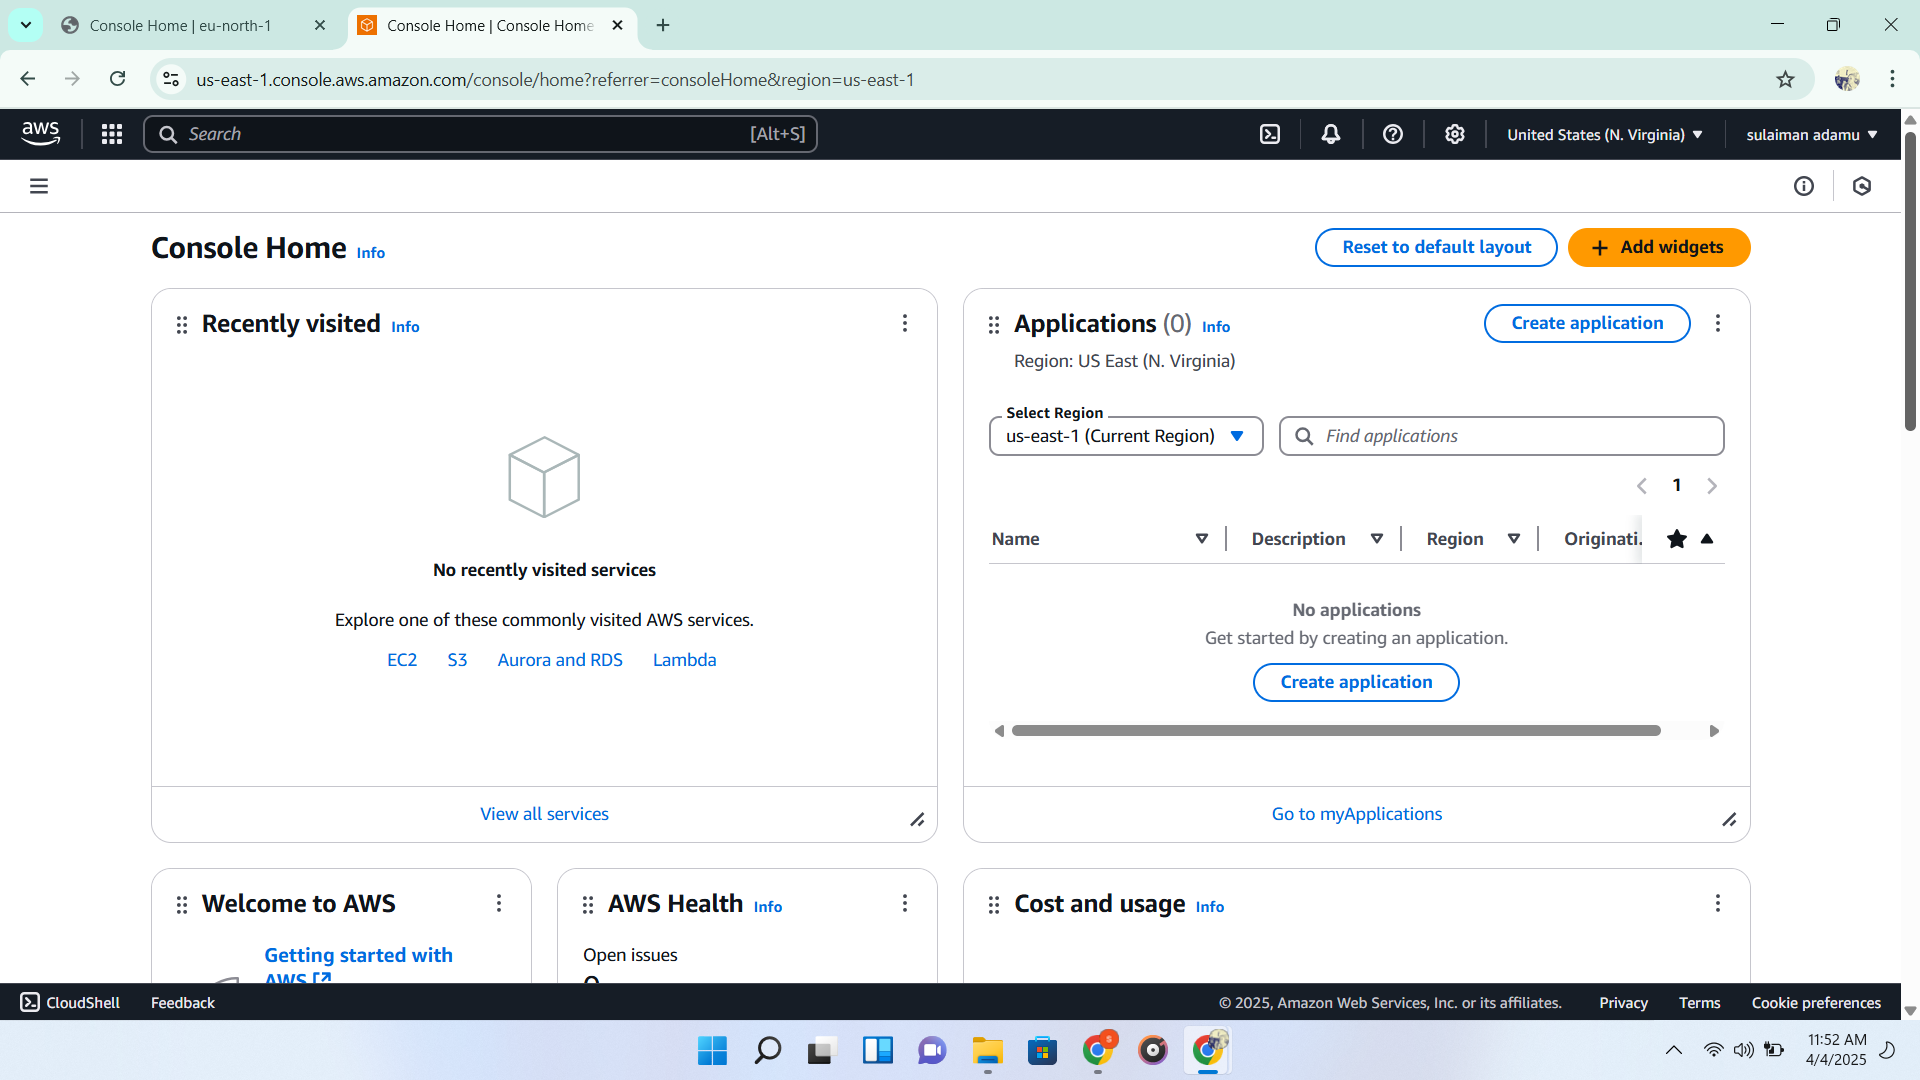 Console Home | eu-north-1
Console Home | Console Home
us-east-1.console.aws.amazon.com/console/home?referrer=consoleHome&region=us-east-1
aws
Search
[Alt+S]
United States (N. Virginia)
sulaiman adamu
Console Home
Info
Reset to default layout
Add widgets
Recently visited
Info
No recently visited services
Explore one of these commonly visited AWS services.
EC2
S3
Aurora and RDS
Lambda
View all services
Applications (0)
Info
Create application
Region: US East (N. Virginia)
Select Region
us-east-1 (Current Region)
Find applications
1
Name
Description
Region
Originati.
No applications
Get started by creating an application.
Create application
Go to myApplications
Welcome to AWS
Getting started with
AWS
AWS Health
Info
Open issues
Cost and usage
Info
CloudShell
Feedback
© 2025, Amazon Web Services, Inc. or its affiliates.
Privacy
Terms
Cookie preferences
S
11:52 AM
4/4/2025